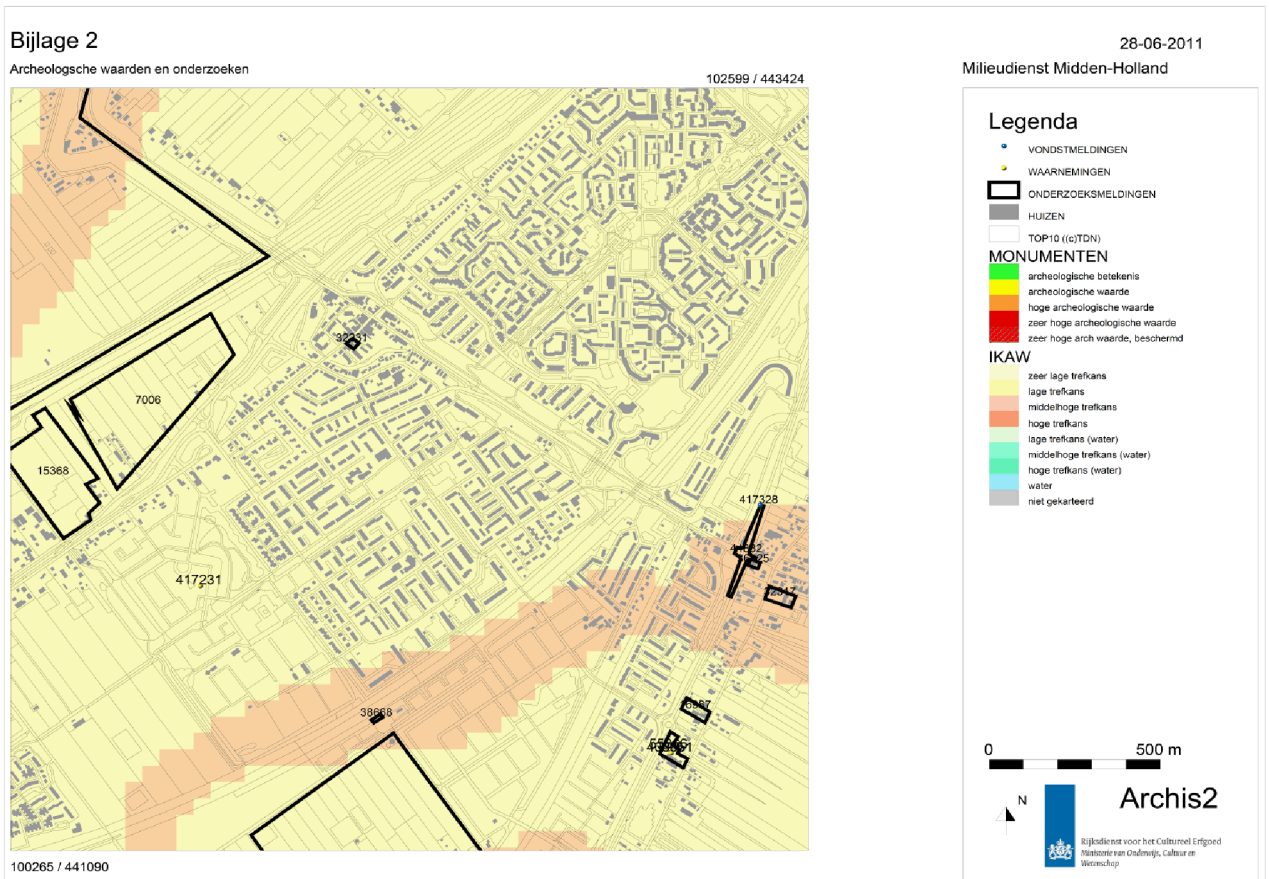 Bijlage 2
28-06-2011
Archeologsche waarden en onderzoeken
Milieudienst Midden-Holland
102599 / 443424
7006
15368
417231
417328
38668
100265 / 441090
Legenda
VONDSTMELDINGEN
WAARNEMINGEN
ONDERZOEKSMELDINGEN
HUIZEN
TOP10 ((c)TDN)
MONUMENTEN
archeologische betekenis
archeologische waarde
hoge archeologische waarde
zeer hoge archeologische waarde
zeer hoge arch waarde, beschermd
IKAW
zeer lage trefkans
lage trefkans
middelhoge trefkans
hoge trefkans
lage trefkans (water)
middelhoge trefkans (water)
hoge trefkans (water)
water
niet gekarteerd
0 500 m
N
Archis2
Rijksdienst voor het Cultureel Erfgoed
Ministerie van Onderwijs, Cultuur en
Wetenschap